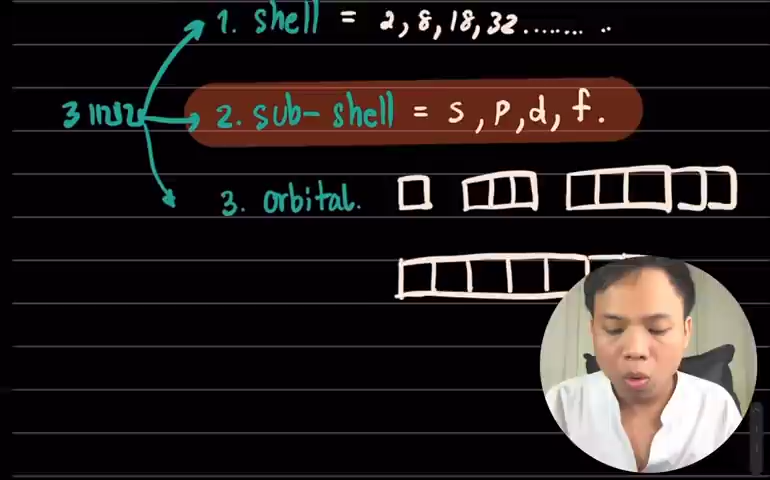 1. shell = 2, 8, 18, 32 .......... ..
3 แบบ
2. sub-shell = s, p, d, f.
3. orbital.